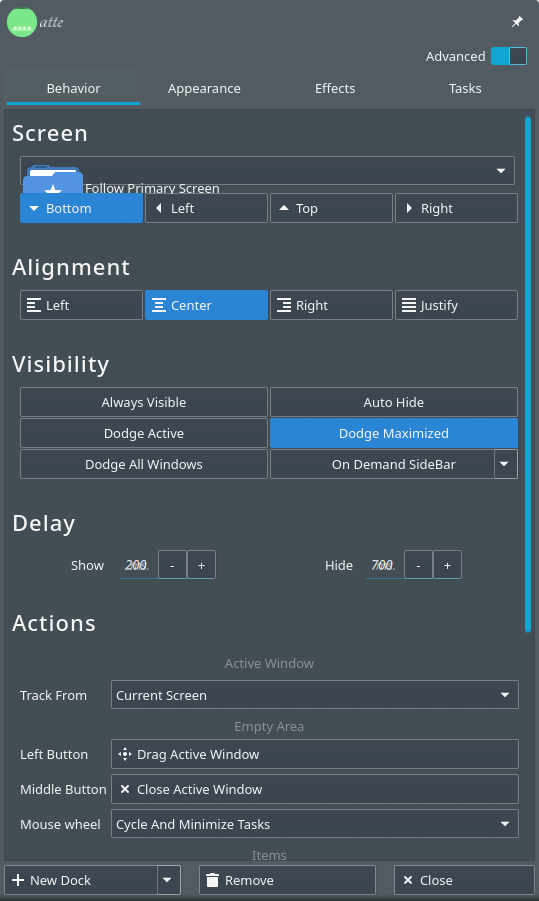 atte
Advanced
Behavior Appearance Effects Tasks
Screen
Follow Primary Screen
Bottom Left Top Right
Alignment
Left Center Right Justify
Visibility
Always Visible Auto Hide
Dodge Active Dodge Maximized
Dodge All Windows On Demand SideBar
Delay
Show 200 ms. - + Hide 700 ms. - +
Actions
Active Window
Track From Current Screen
Empty Area
Left Button Drag Active Window
Middle Button Close Active Window
Mouse wheel Cycle And Minimize Tasks
Items
New Dock Remove Close